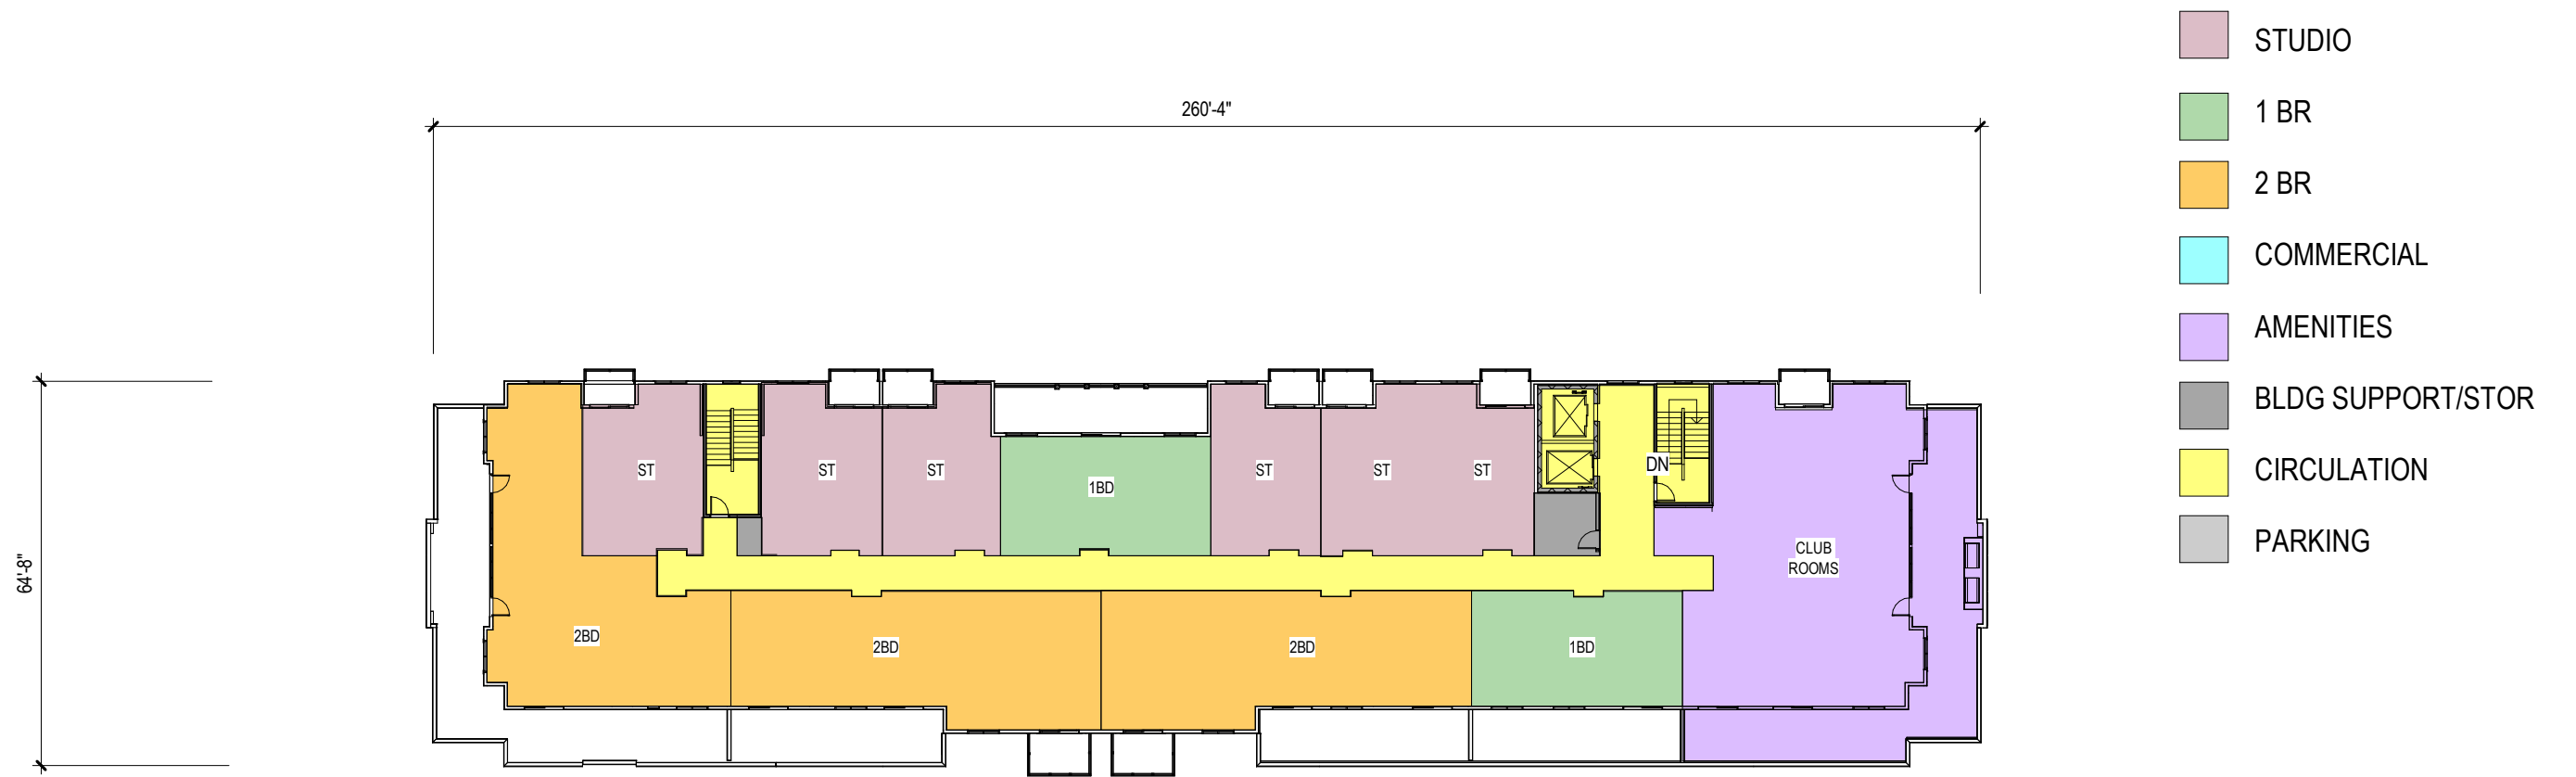 STUDIO
1 BR
2 BR
COMMERCIAL
AMENITIES
BLDG SUPPORT/STOR
CIRCULATION
PARKING
260'-4"
64'-8"
ST
ST
ST
1BD
ST
ST
ST
DN
CLUB
ROOMS
2BD
2BD
2BD
1BD